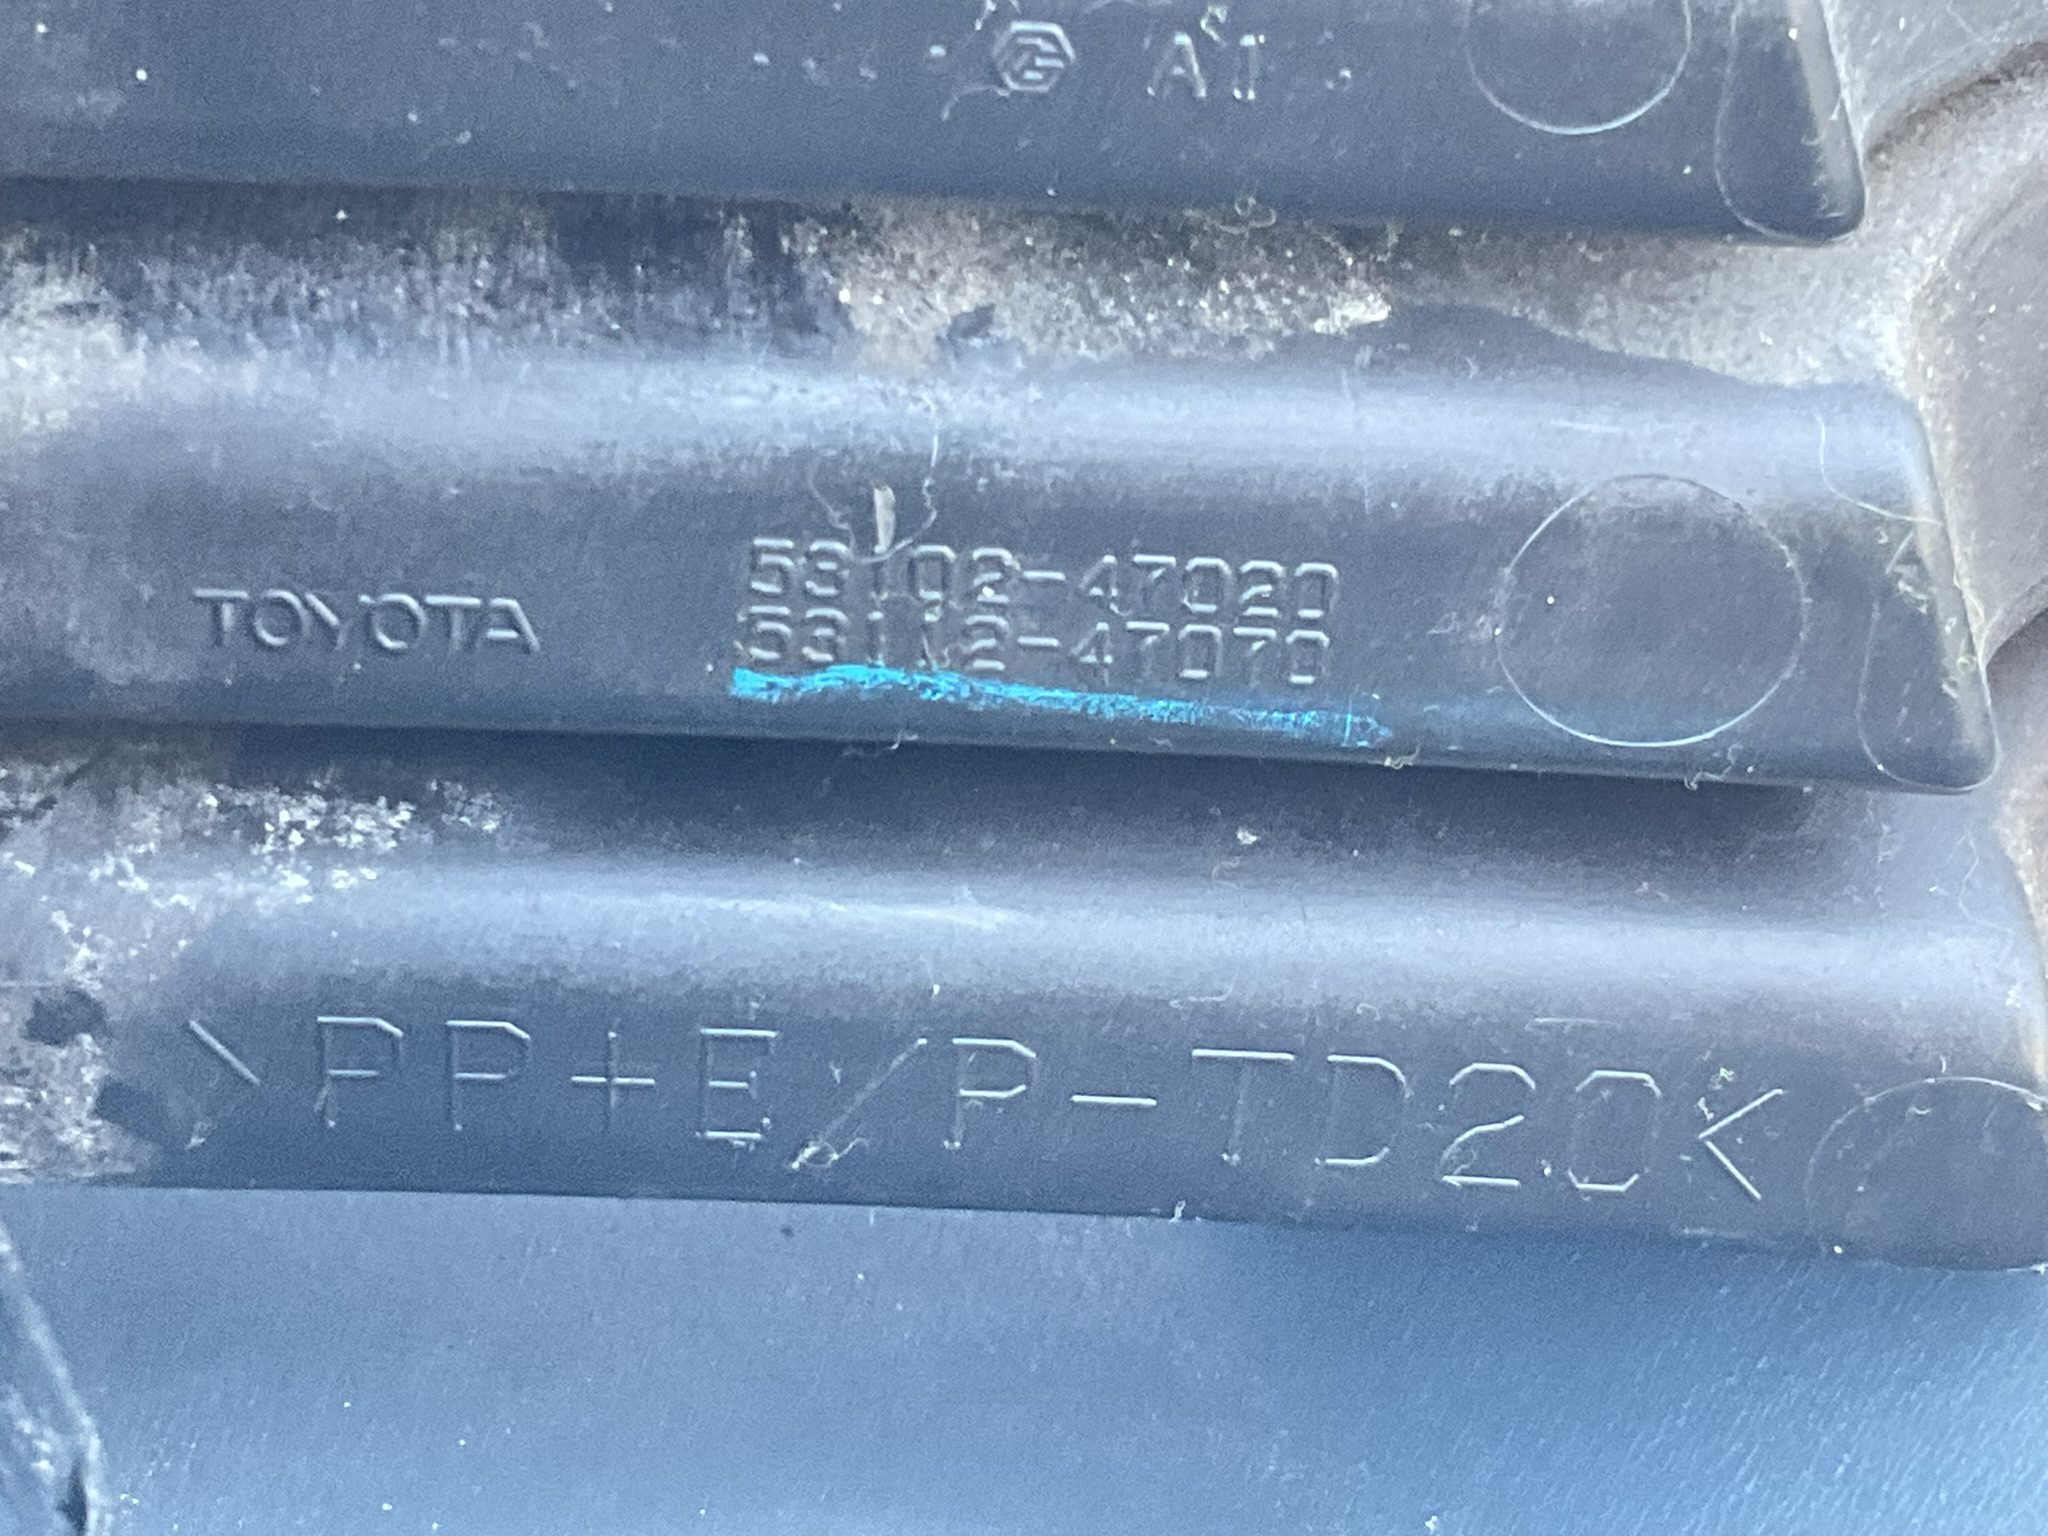 G A1
TOYOTA
53102-47020
53112-47070
>PP+E/P-TD20<